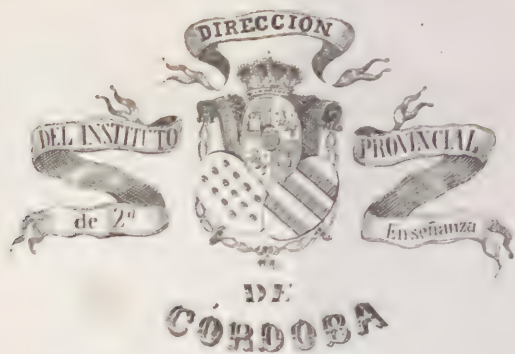 DIRECCION
DEL INSTITUTO PROVINCIAL
de 2ª Enseñanza
DE
CÓRDOBA